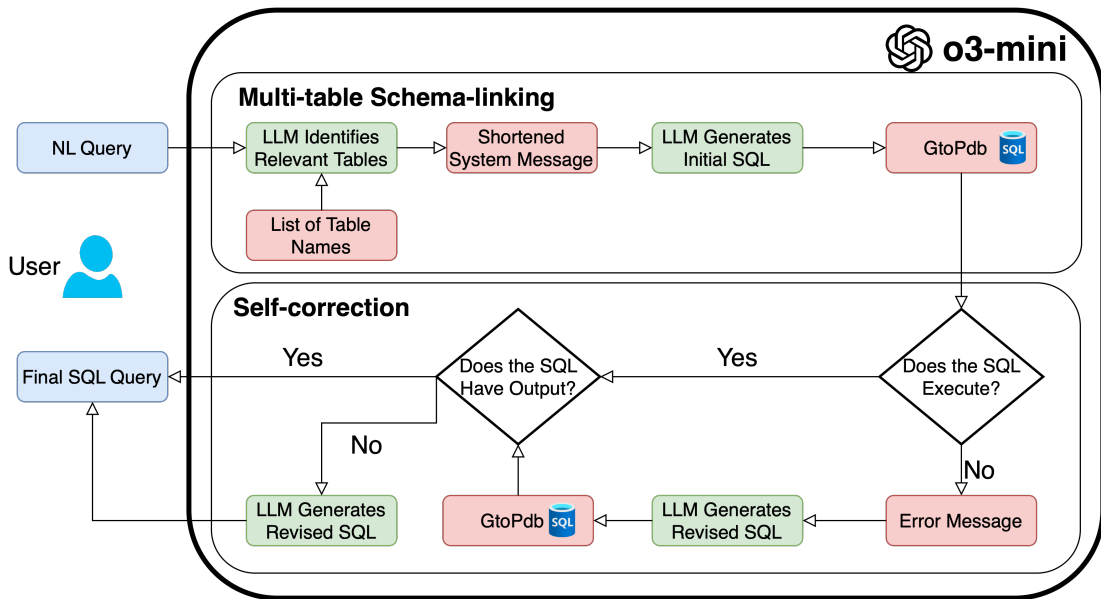 o3-mini
Multi-table Schema-linking
NL Query
LLM Identifies
Relevant Tables
Shortened
System Message
LLM Generates
Initial SQL
GtoPdb
SQL
List of Table
Names
User
Self-correction
Final SQL Query
Yes
Does the SQL
Have Output?
Yes
Does the SQL
Execute?
No
No
LLM Generates
Revised SQL
GtoPdb
SQL
LLM Generates
Revised SQL
Error Message